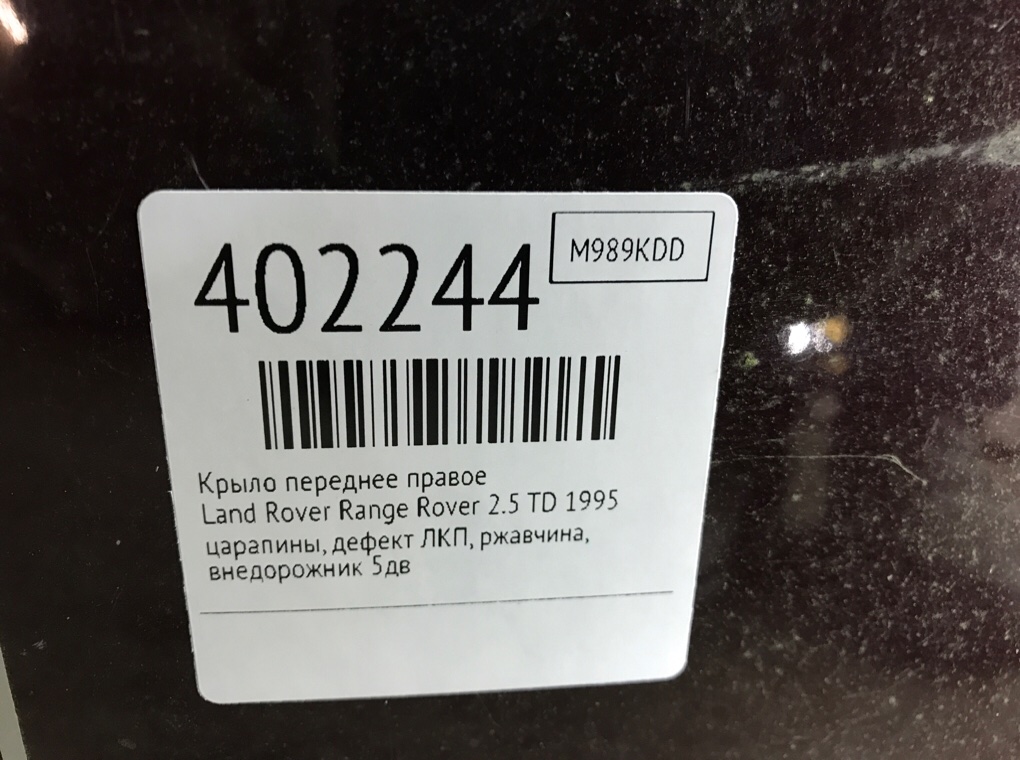 402244
M989KDD
Крыло переднее правое
Land Rover Range Rover 2.5 TD 1995
царапины, дефект ЛКП, ржавчина,
внедорожник 5дв